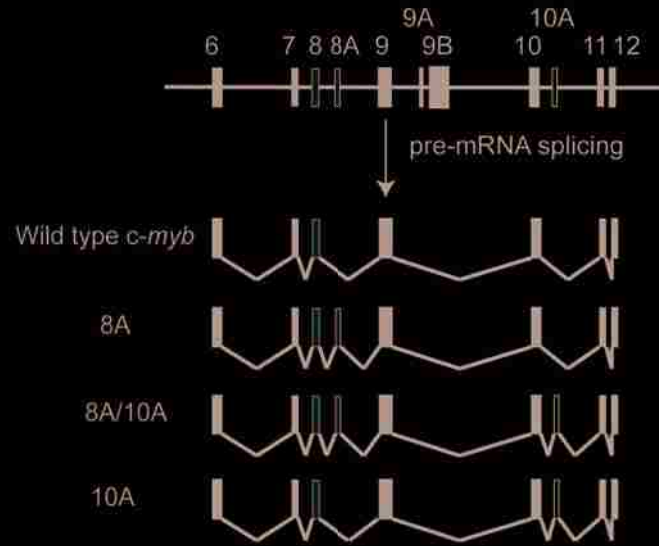 9A 10A
6 7 8 8A 9 9B 10 11 12
pre-mRNA splicing
Wild type c-myb
8A
8A/10A
10A